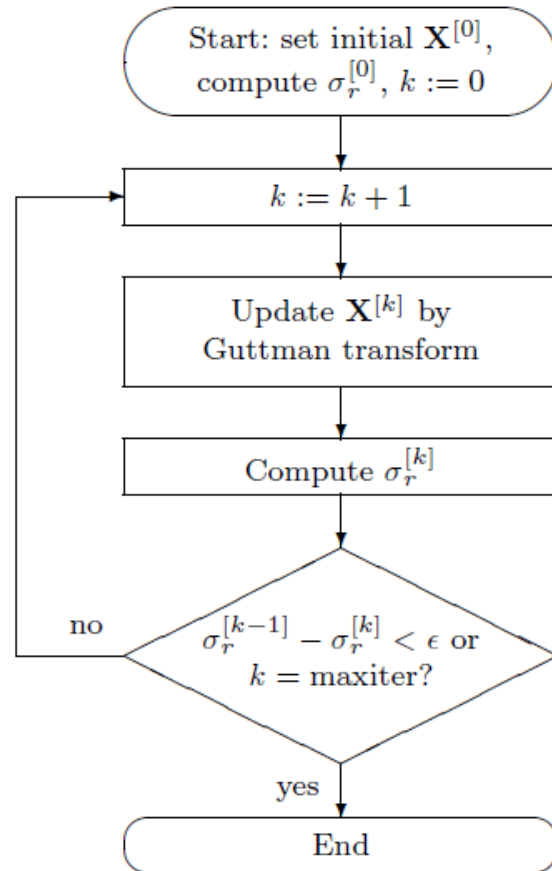 Start: set initial X^[0],
compute σ_r^[0], k := 0
k := k + 1
Update X^[k] by
Guttman transform
Compute σ_r^[k]
no
σ_r^[k−1] − σ_r^[k] < ϵ or
k = maxiter?
yes
End